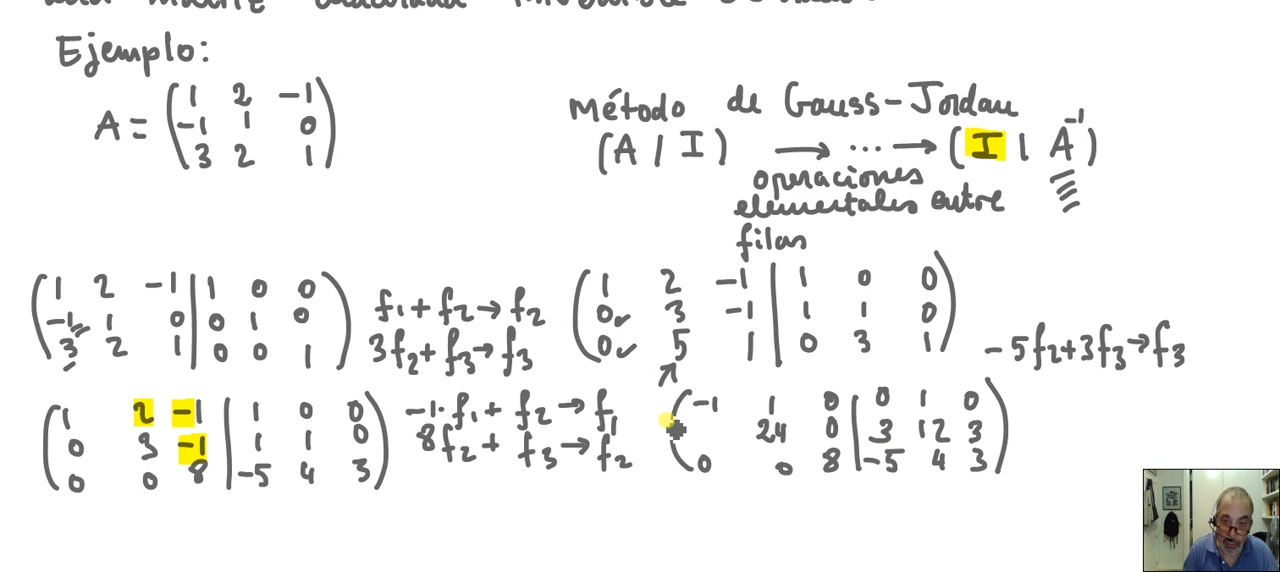 Ejemplo:
A = (1 2 -1
-1 1 0
3 2 1)
Método de Gauss-Jordan
(A | I) → ... → (I | A⁻¹)
operaciones
elementales entre
filas
(1 2 -1 | 1 0 0
-1 1 0 | 0 1 0
3 2 1 | 0 0 1)
f₁ + f₂ → f₂
3f₂ + f₃ → f₃
(1 2 -1 | 1 0 0
0 3 -1 | 1 1 0
0 5 1 | 0 3 1)
-5f₂ + 3f₃ → f₃
(1 2 -1 | 1 0 0
0 3 -1 | 1 1 0
0 0 8 | -5 4 3)
-1·f₁ + f₂ → f₁
8f₂ + f₃ → f₂
(-1 1 0 | 0 1 0
24 0 | 3 12 3
0 0 8 | -5 4 3)